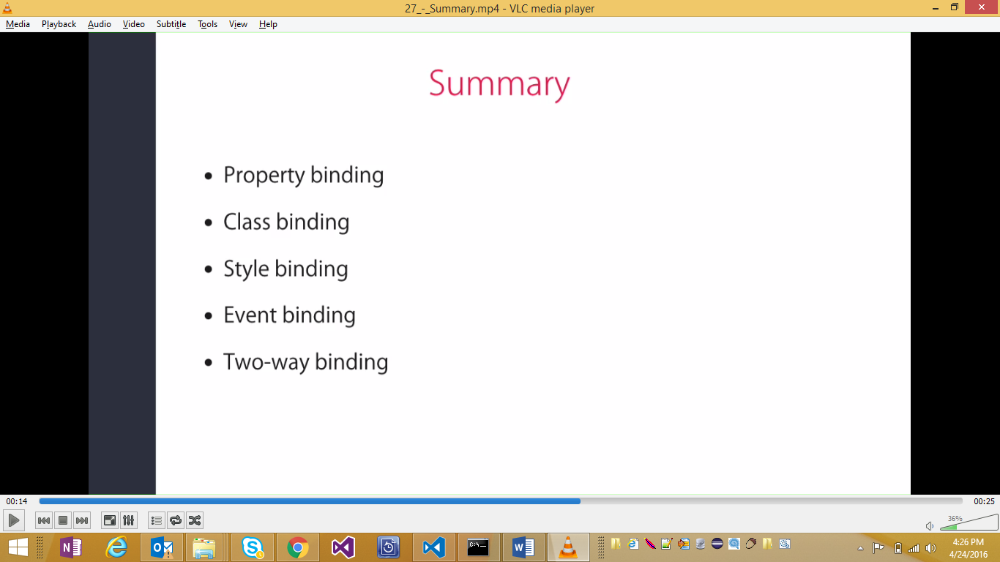 27_-_Summary.mp4 - VLC media player
Media Playback Audio Video Subtitle Tools View Help
Summary
• Property binding
• Class binding
• Style binding
• Event binding
• Two-way binding
00:14
00:25
36%
4:26 PM
4/24/2016